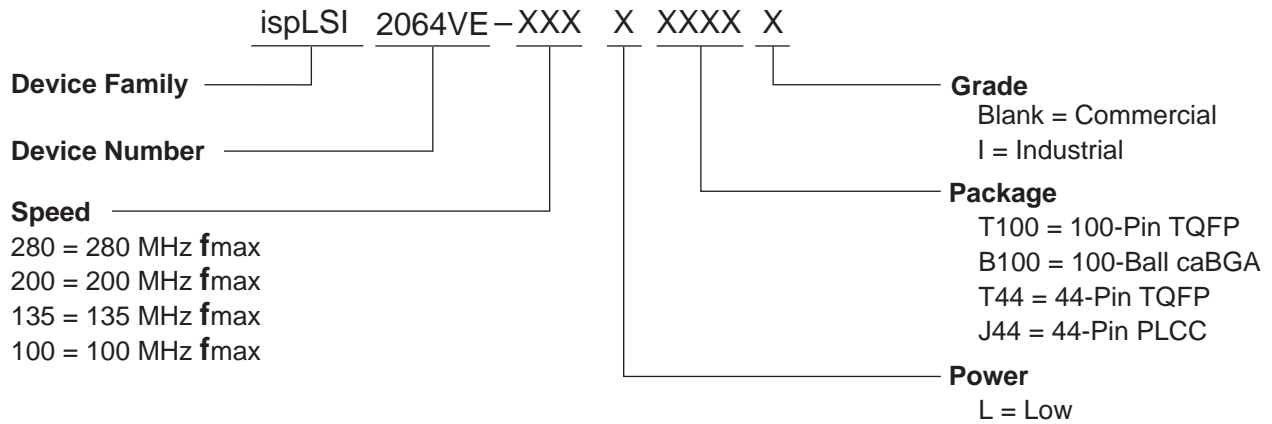 ispLSI 2064VE – XXX X XXXX X
Device Family
Device Number
Speed
280 = 280 MHz fmax
200 = 200 MHz fmax
135 = 135 MHz fmax
100 = 100 MHz fmax
Grade
Blank = Commercial
I = Industrial
Package
T100 = 100-Pin TQFP
B100 = 100-Ball caBGA
T44 = 44-Pin TQFP
J44 = 44-Pin PLCC
Power
L = Low